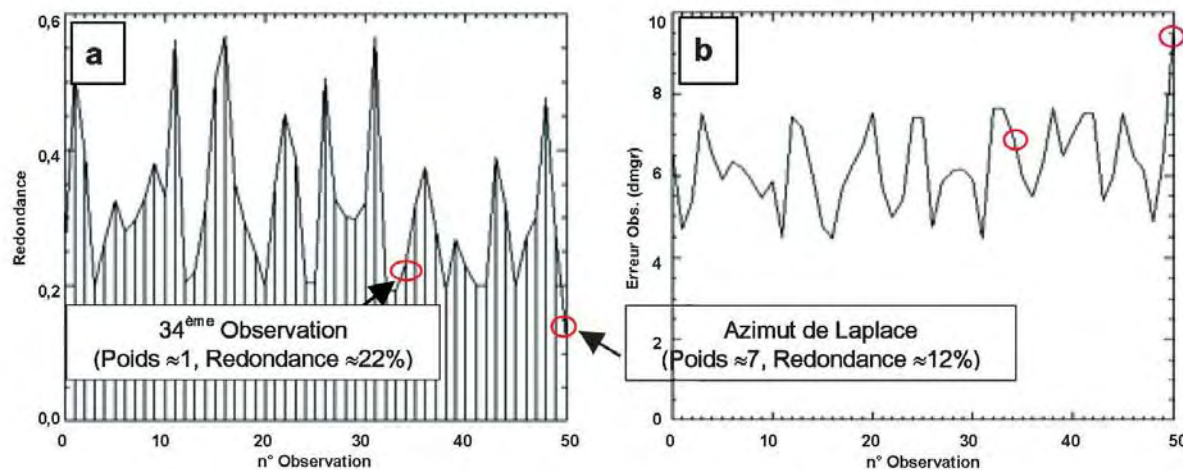 a
0,6
0,4
0,2
0,0
Redondance
0
10
20
30
40
50
n° Observation
34ème Observation
(Poids ≈1, Redondance ≈22%)
b
10
8
6
4
2
0
Erreur Obs. (dmgr)
0
10
20
30
40
50
n° Observation
Azimut de Laplace
(Poids ≈7, Redondance ≈12%)